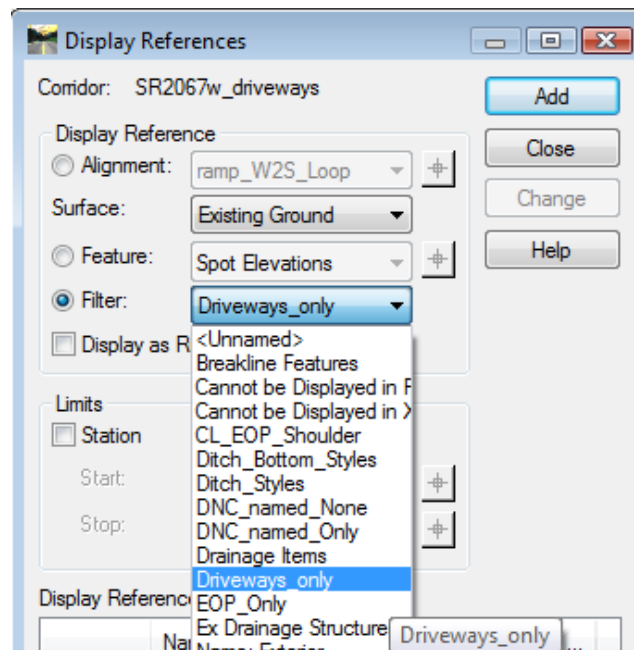 Display References
Corridor: SR2067w_driveways
Add
Display Reference
Close
Alignment: ramp_W2S_Loop
Change
Surface: Existing Ground
Help
Feature: Spot Elevations
Filter: Driveways_only
Display as R
<Unnamed>
Breakline Features
Cannot be Displayed in
Cannot be Displayed in
Limits
Station
CL_EOP_Shoulder
Ditch_Bottom_Styles
Start:
Ditch_Styles
DNC_named_None
Stop:
DNC_named_Only
Drainage Items
Driveways_only
Display Referenc
EOP_Only
Ex Drainage Structure
Driveways_only
Na
...